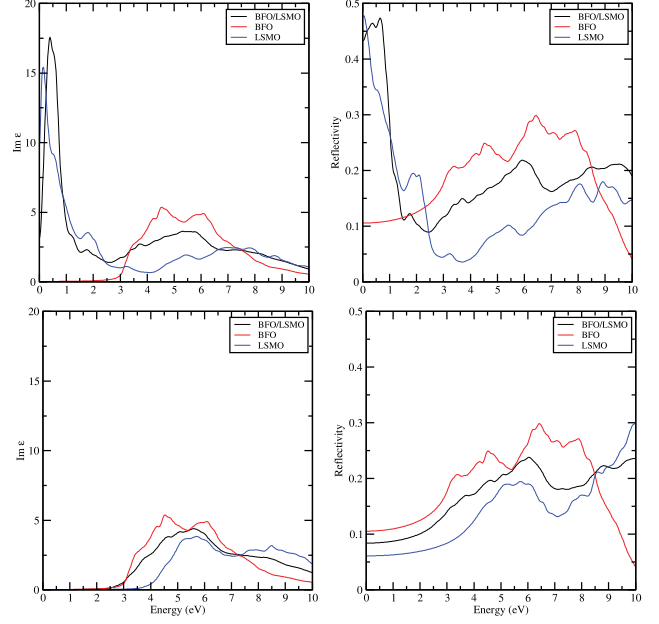 20
15
10
5
0
Im ε
BFO/LSMO
BFO
LSMO
0 1 2 3 4 5 6 7 8 9 10
0.5
0.4
0.3
0.2
0.1
0
Reflectivity
BFO/LSMO
BFO
LSMO
0 1 2 3 4 5 6 7 8 9 10
20
15
10
5
0
Im ε
BFO/LSMO
BFO
LSMO
0 1 2 3 4 5 6 7 8 9 10
Energy (eV)
0.5
0.4
0.3
0.2
0.1
0
Reflectivity
BFO/LSMO
BFO
LSMO
0 1 2 3 4 5 6 7 8 9 10
Energy (eV)